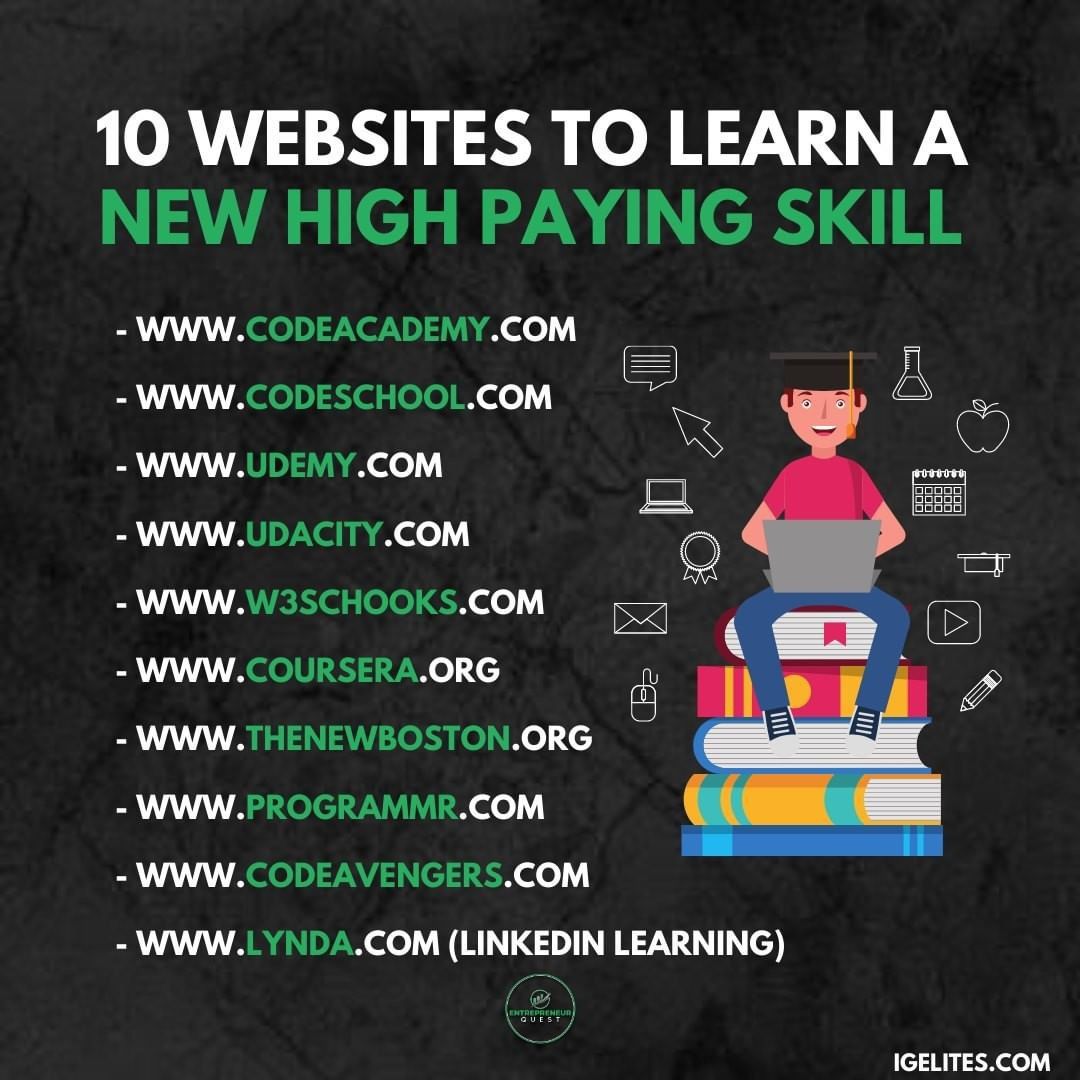 10 WEBSITES TO LEARN A
NEW HIGH PAYING SKILL
- WWW.CODEACADEMY.COM
- WWW.CODESCHOOL.COM
- WWW.UDEMY.COM
- WWW.UDACITY.COM
- WWW.W3SCHOOKS.COM
- WWW.COURSERA.ORG
- WWW.THENEWBOSTON.ORG
- WWW.PROGRAMMR.COM
- WWW.CODEAVENGERS.COM
- WWW.LYNDA.COM (LINKEDIN LEARNING)
ENTREPRENEUR
QUEST
IGELITES.COM